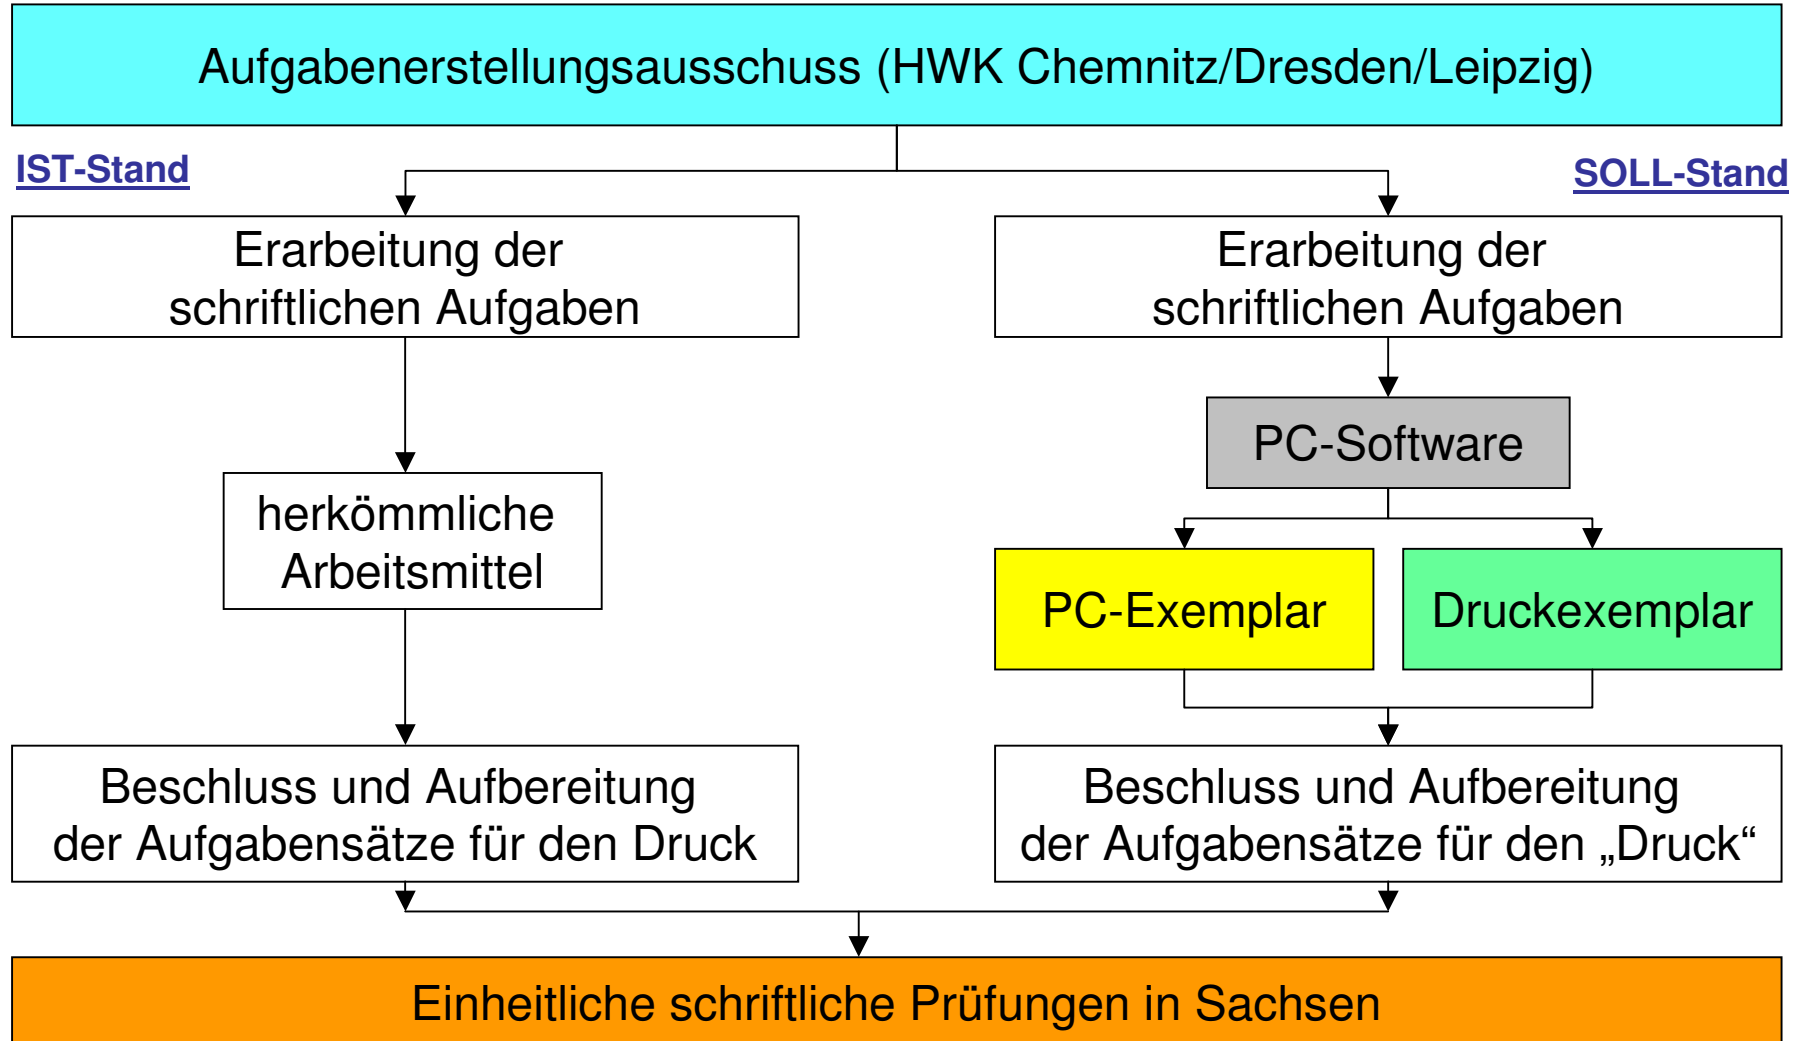 Aufgabenerstellungsausschuss (HWK Chemnitz/Dresden/Leipzig)
IST-Stand
SOLL-Stand
Erarbeitung der
schriftlichen Aufgaben
Erarbeitung der
schriftlichen Aufgaben
PC-Software
herkömmliche
Arbeitsmittel
PC-Exemplar
Druckexemplar
Beschluss und Aufbereitung
der Aufgabensätze für den Druck
Beschluss und Aufbereitung
der Aufgabensätze für den „Druck“
Einheitliche schriftliche Prüfungen in Sachsen